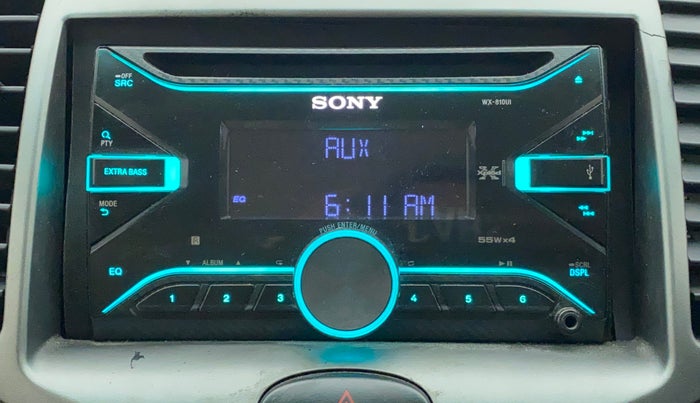 OFF
SRC
SONY
WX-810UI
PTY
AUX
Xplod
EXTRA BASS
MODE
EQ 6:11 AM
PUSH ENTER/MENU
R
55W x 4
▼ ALBUM ▲
SCRL
EQ
DSPL
1 2 3 4 5 6